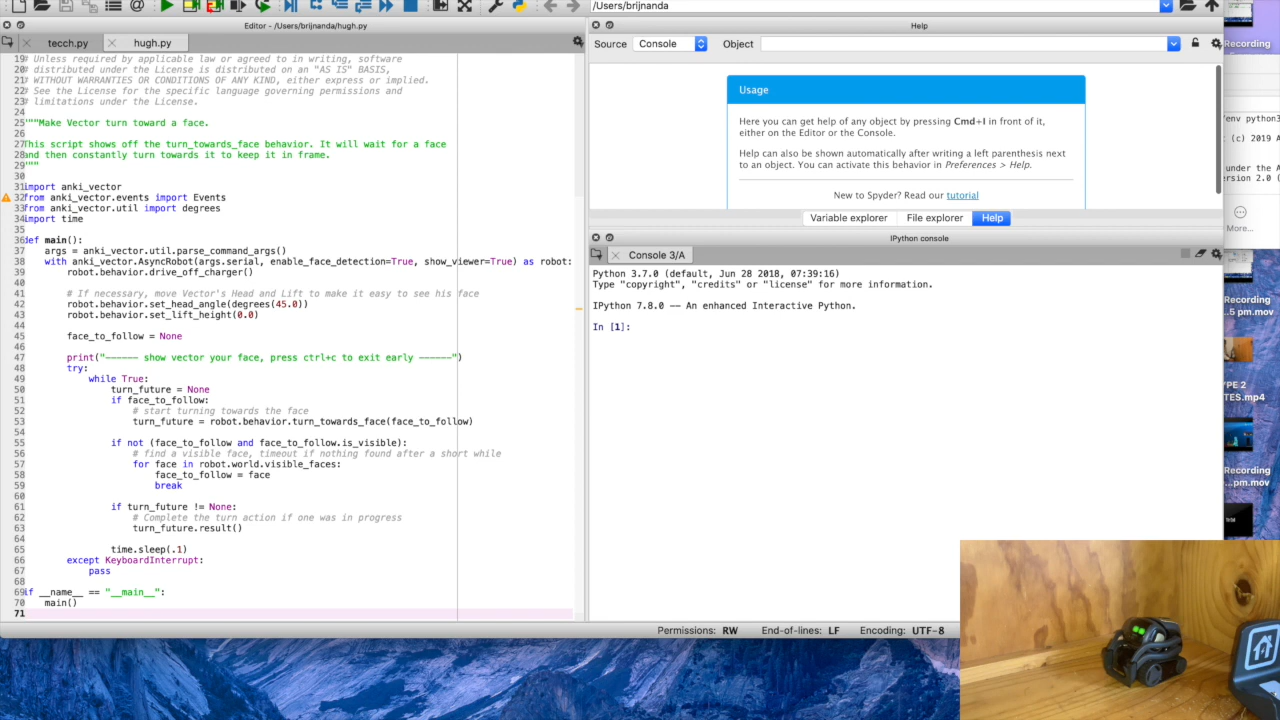 /Users/brijnanda
Editor - /Users/brijnanda/hugh.py
tecch.py
hugh.py
19 # Unless required by applicable law or agreed to in writing, software
20 # distributed under the License is distributed on an "AS IS" BASIS,
21 # WITHOUT WARRANTIES OR CONDITIONS OF ANY KIND, either express or implied.
22 # See the License for the specific language governing permissions and
23 # limitations under the License.
24
25 """Make Vector turn toward a face.
26
27 This script shows off the turn_towards_face behavior. It will wait for a face
28 and then constantly turn towards it to keep it in frame.
29 """
30
31 import anki_vector
32 from anki_vector.events import Events
33 from anki_vector.util import degrees
34 import time
35
36 def main():
37 args = anki_vector.util.parse_command_args()
38 with anki_vector.AsyncRobot(args.serial, enable_face_detection=True, show_viewer=True) as robot:
39 robot.behavior.drive_off_charger()
40
41 # If necessary, move Vector's Head and Lift to make it easy to see his face
42 robot.behavior.set_head_angle(degrees(45.0))
43 robot.behavior.set_lift_height(0.0)
44
45 face_to_follow = None
46
47 print("------ show vector your face, press ctrl+c to exit early ------")
48 try:
49 while True:
50 turn_future = None
51 if face_to_follow:
52 # start turning towards the face
53 turn_future = robot.behavior.turn_towards_face(face_to_follow)
54
55 if not (face_to_follow and face_to_follow.is_visible):
56 # find a visible face, timeout if nothing found after a short while
57 for face in robot.world.visible_faces:
58 face_to_follow = face
59 break
60
61 if turn_future != None:
62 # Complete the turn action if one was in progress
63 turn_future.result()
64
65 time.sleep(.1)
66 except KeyboardInterrupt:
67 pass
68
69 if __name__ == "__main__":
70 main()
71
Help
Source Console Object
Usage
Here you can get help of any object by pressing Cmd+I in front of it,
either on the Editor or the Console.
Help can also be shown automatically after writing a left parenthesis next
to an object. You can activate this behavior in Preferences > Help.
New to Spyder? Read our tutorial
Variable explorer File explorer Help
IPython console
Console 3/A
Python 3.7.0 (default, Jun 28 2018, 07:39:16)
Type "copyright", "credits" or "license" for more information.
IPython 7.8.0 -- An enhanced Interactive Python.
In [1]:
Permissions: RW End-of-lines: LF Encoding: UTF-8
Recording
/env python3
t (c) 2019 A
under the A
ersion 2.0 (
More...
Recording
...5 pm.mov
YPE 2
TES.mp4
Recording
...pm.mov